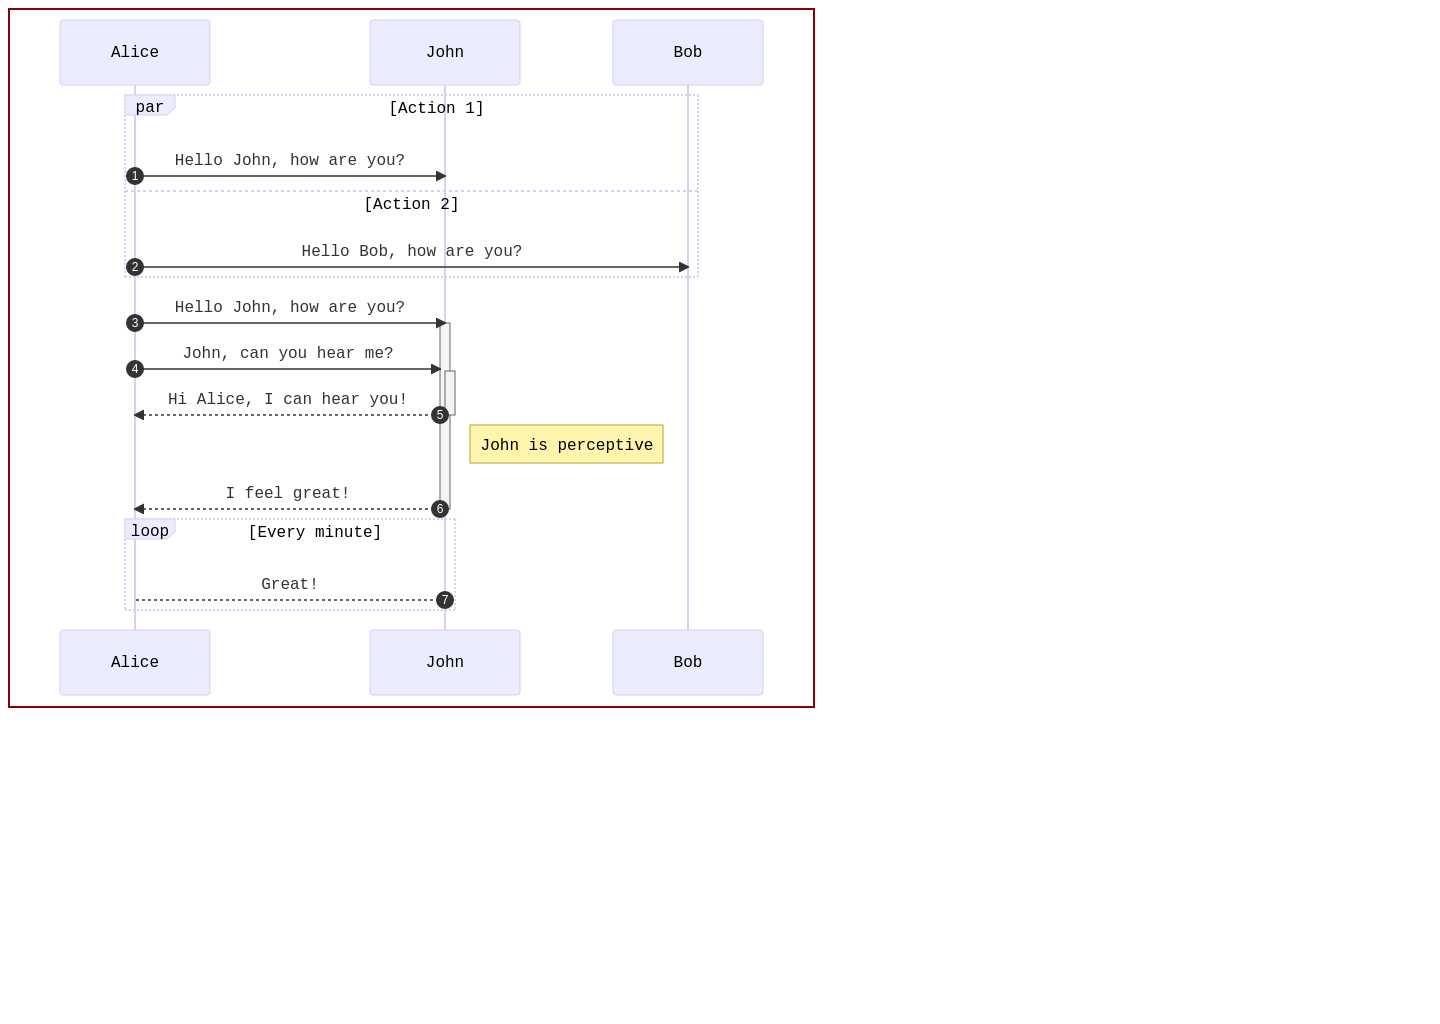 Alice
John
Bob
par
[Action 1]
Hello John, how are you?
1
[Action 2]
Hello Bob, how are you?
2
Hello John, how are you?
3
John, can you hear me?
4
Hi Alice, I can hear you!
5
John is perceptive
I feel great!
6
loop
[Every minute]
Great!
7
Alice
John
Bob